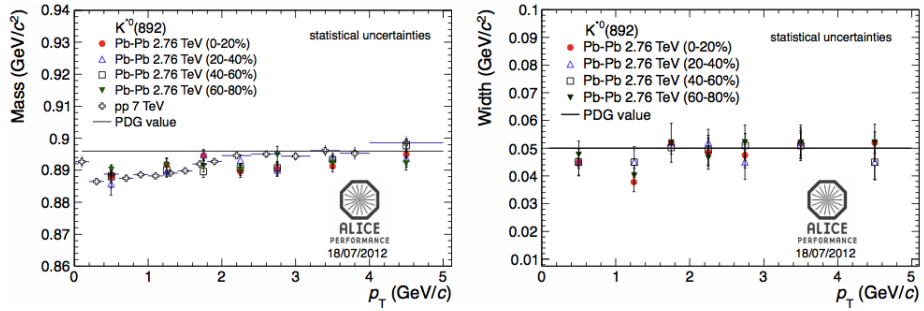 Mass (GeV/c²)
0.94
0.93
0.92
0.91
0.9
0.89
0.88
0.87
0.86
K*⁰(892)
statistical uncertainties
Pb-Pb 2.76 TeV (0-20%)
Pb-Pb 2.76 TeV (20-40%)
Pb-Pb 2.76 TeV (40-60%)
Pb-Pb 2.76 TeV (60-80%)
pp 7 TeV
PDG value
ALICE
PERFORMANCE
18/07/2012
0 1 2 3 4 5
p_T (GeV/c)
Width (GeV/c²)
0.1
0.09
0.08
0.07
0.06
0.05
0.04
0.03
0.02
0.01
K*⁰(892)
statistical uncertainties
Pb-Pb 2.76 TeV (0-20%)
Pb-Pb 2.76 TeV (20-40%)
Pb-Pb 2.76 TeV (40-60%)
Pb-Pb 2.76 TeV (60-80%)
PDG value
ALICE
PERFORMANCE
18/07/2012
0 1 2 3 4 5
p_T (GeV/c)